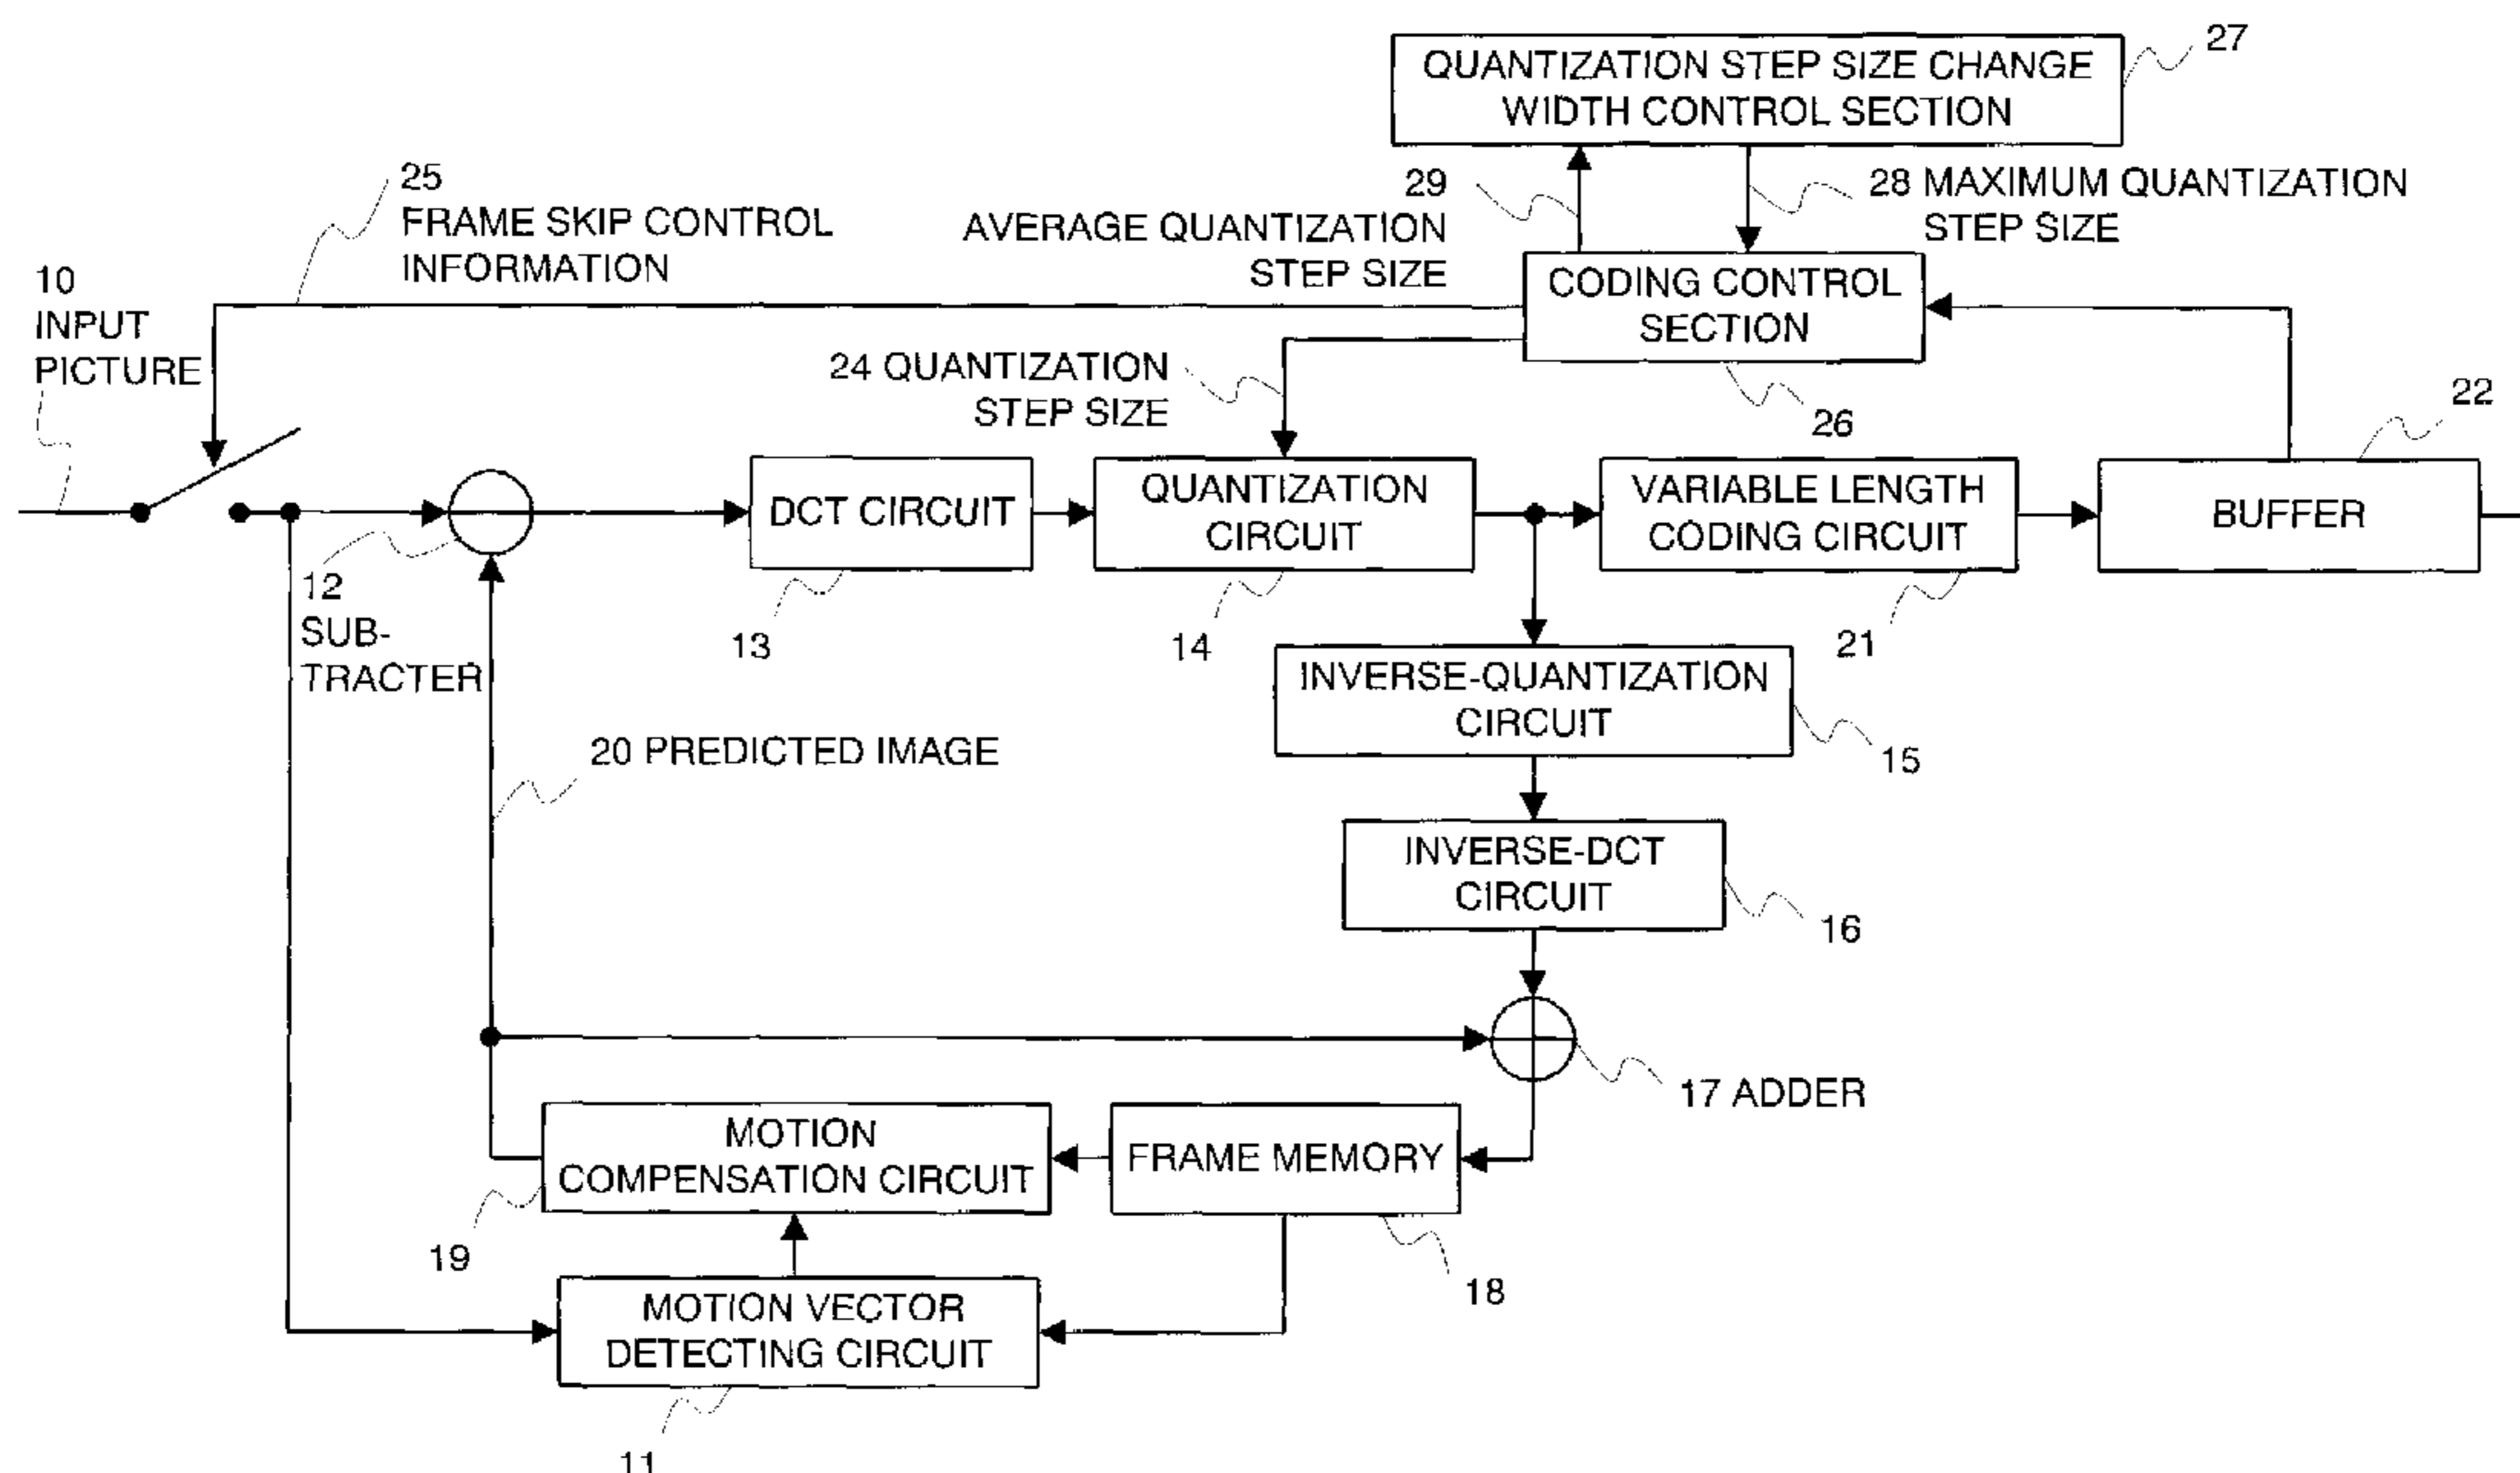 QUANTIZATION STEP SIZE CHANGE
WIDTH CONTROL SECTION
27
25
FRAME SKIP CONTROL
INFORMATION
29
AVERAGE QUANTIZATION
STEP SIZE
28 MAXIMUM QUANTIZATION
STEP SIZE
10
INPUT
PICTURE
CODING CONTROL
SECTION
26
24 QUANTIZATION
STEP SIZE
22
12
SUB-
TRACTER
DCT CIRCUIT
13
QUANTIZATION
CIRCUIT
14
VARIABLE LENGTH
CODING CIRCUIT
21
BUFFER
INVERSE-QUANTIZATION
CIRCUIT
15
20 PREDICTED IMAGE
INVERSE-DCT
CIRCUIT
16
17 ADDER
MOTION
COMPENSATION CIRCUIT
19
FRAME MEMORY
18
MOTION VECTOR
DETECTING CIRCUIT
11